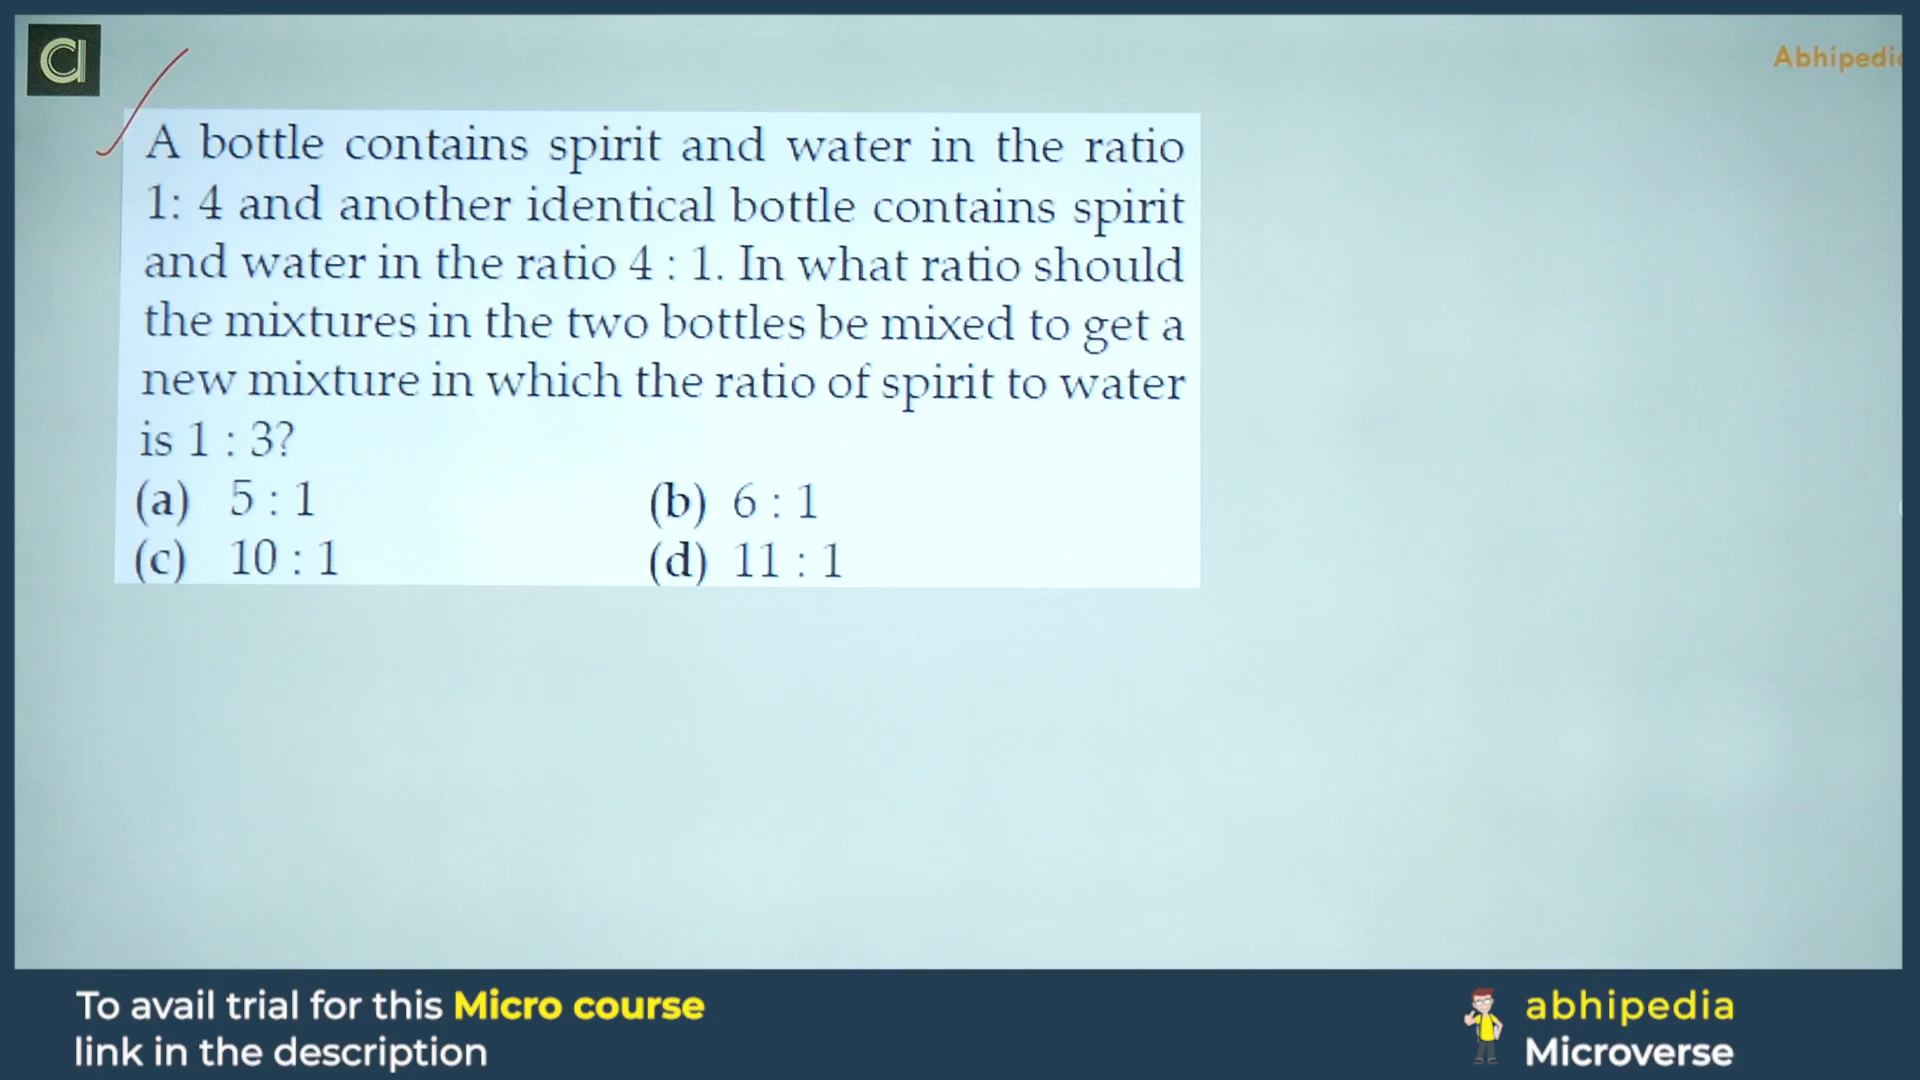 Abhipedi
A bottle contains spirit and water in the ratio
1: 4 and another identical bottle contains spirit
and water in the ratio 4 : 1. In what ratio should
the mixtures in the two bottles be mixed to get a
new mixture in which the ratio of spirit to water
is 1 : 3?
(a) 5 : 1 (b) 6 : 1
(c) 10 : 1 (d) 11 : 1
To avail trial for this Micro course
link in the description
abhipedia
Microverse